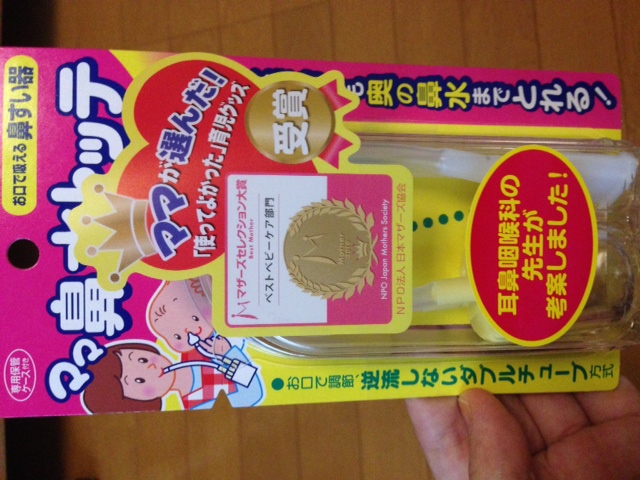 お口で吸える 鼻すい器
ママ鼻水トッテ
も奥の鼻水までとれる!
ママが選んだ!
「使ってよかった」育児グッズ
受賞
マザーズセレクション大賞
Best Mothers
ベストベビーケア部門
NPO Japan Mothers Society
NPO法人 日本マザーズ協会
耳鼻咽喉科の
先生が
考案しました!
専用保管
ケース付き
●お口で調節、逆流しないダブルチューブ方式